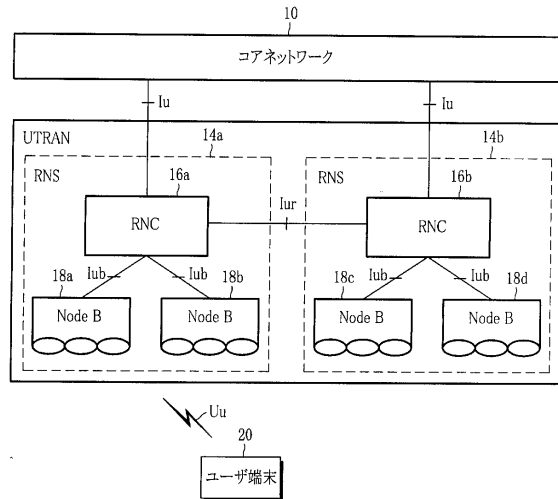 10
コアネットワーク
Iu
Iu
UTRAN
14a
14b
RNS
16a
RNC
Iur
RNS
16b
RNC
18a
Iub
Iub
18b
18c
Iub
Iub
18d
Node B
Node B
Node B
Node B
Uu
20
ユーザ端末